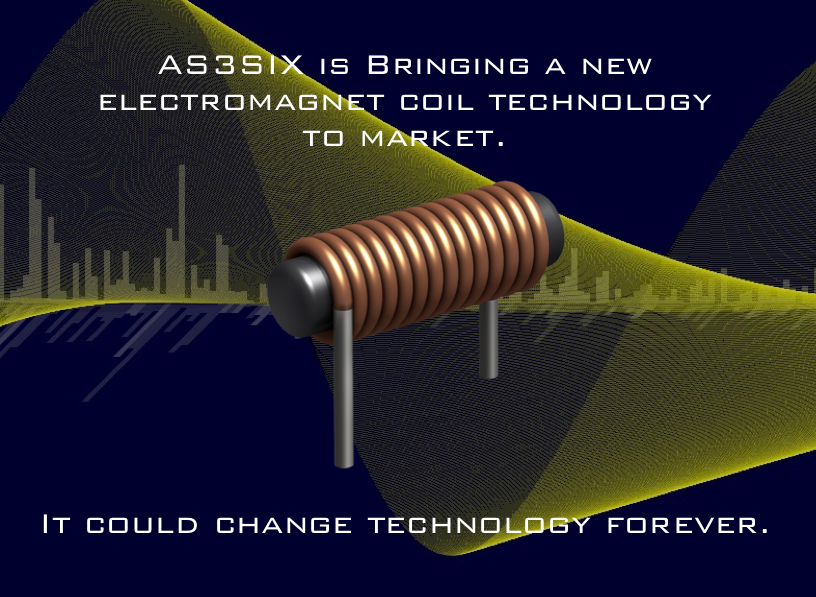 AS3SIX is Bringing a new
electromagnet coil technology
to market.
It could change technology forever.